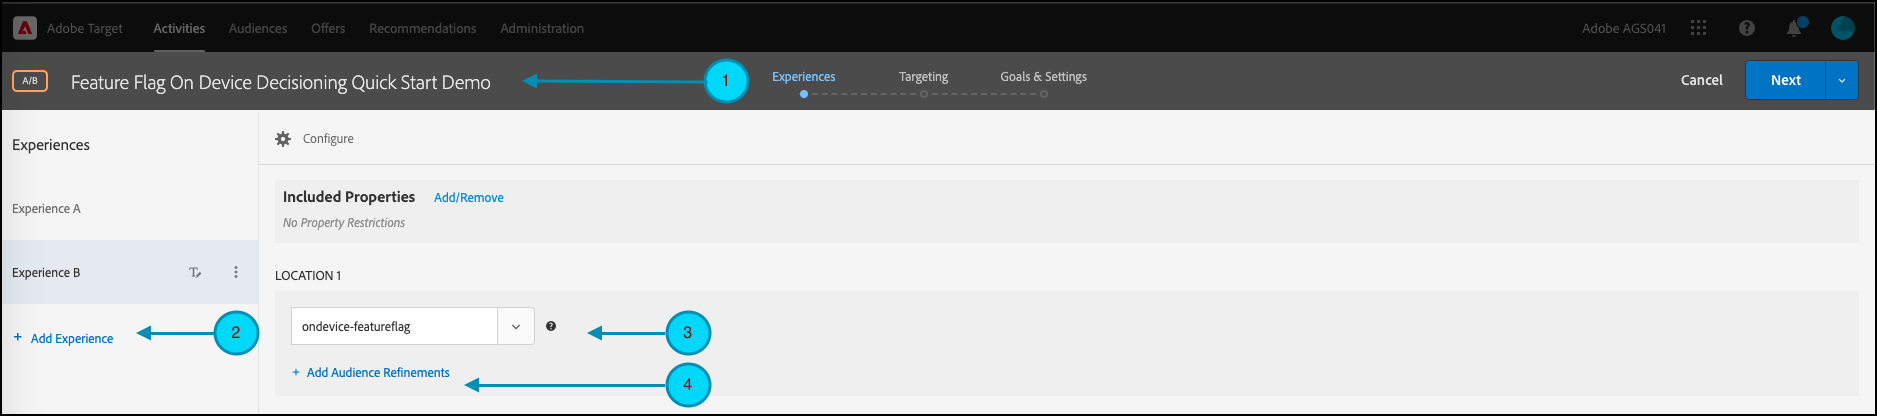 Adobe Target Activities Audiences Offers Recommendations Administration Adobe AGS041
A/B Feature Flag On Device Decisioning Quick Start Demo 1 Experiences Targeting Goals & Settings Cancel Next
Experiences
Configure
Included Properties Add/Remove
No Property Restrictions
Experience A
Experience B
LOCATION 1
ondevice-featureflag
3
+ Add Experience 2
+ Add Audience Refinements 4